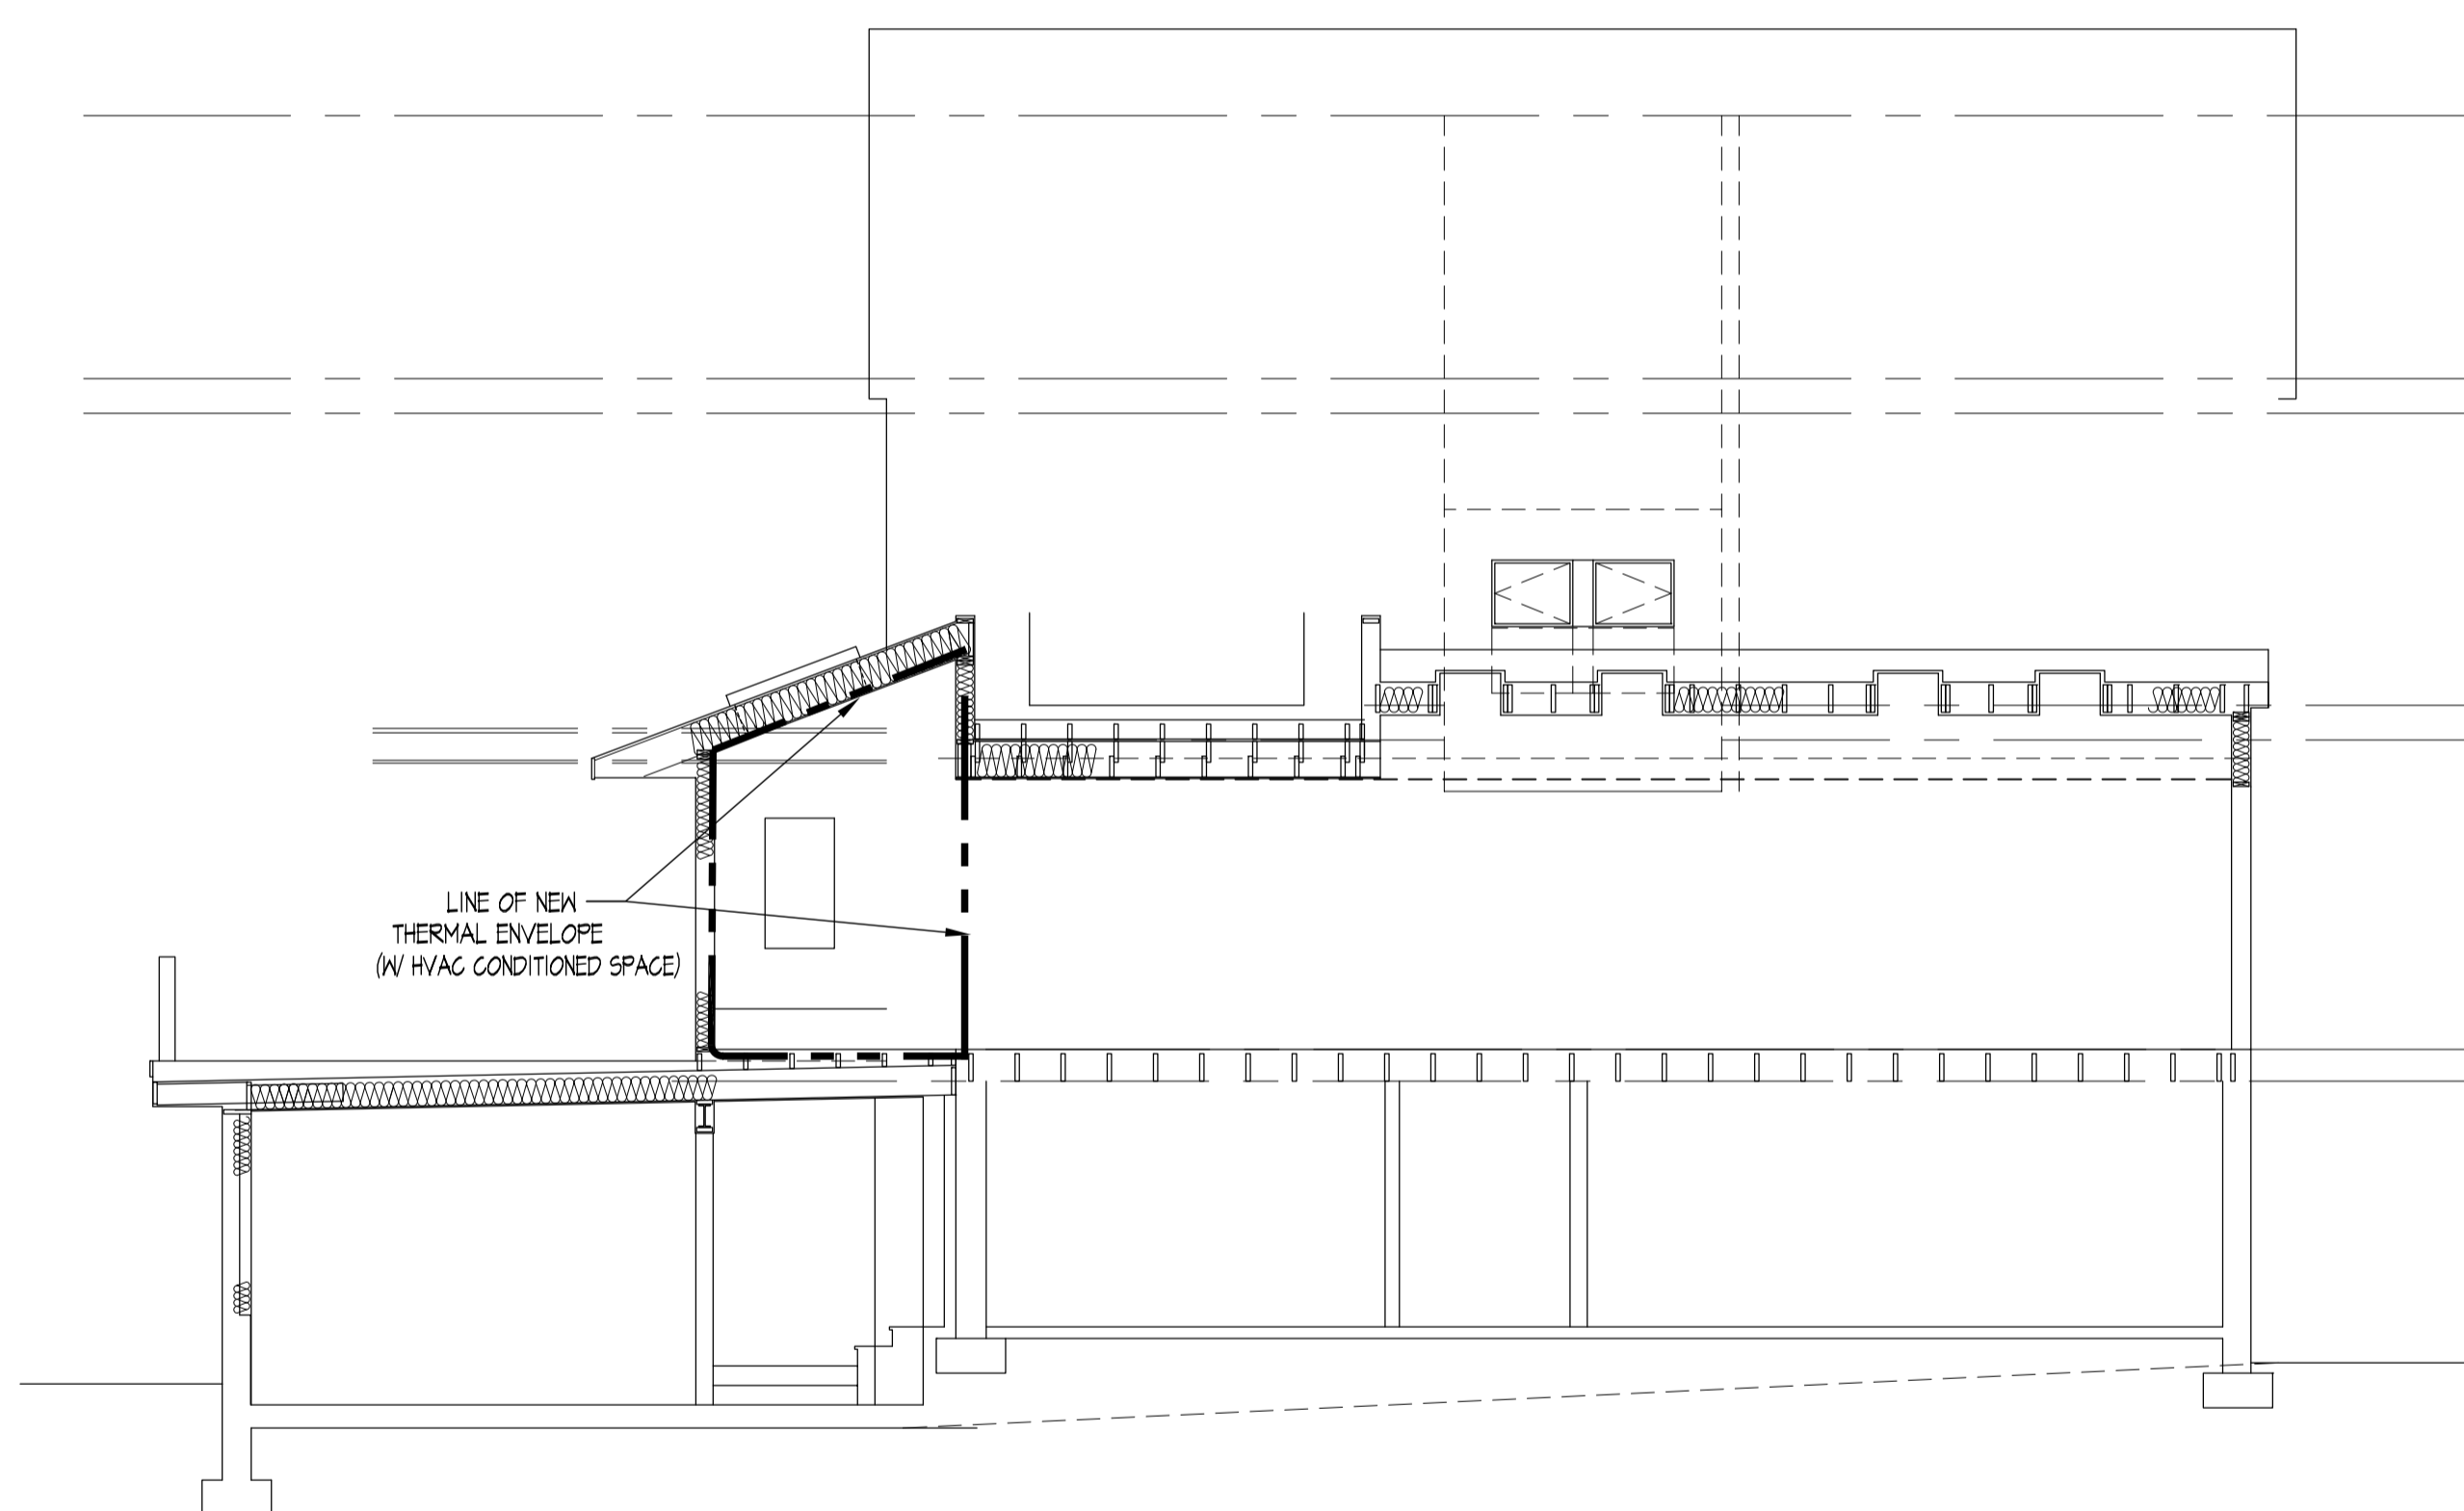 LINE OF NEW
THERMAL ENVELOPE
(W/ HVAC CONDITIONED SPACE)